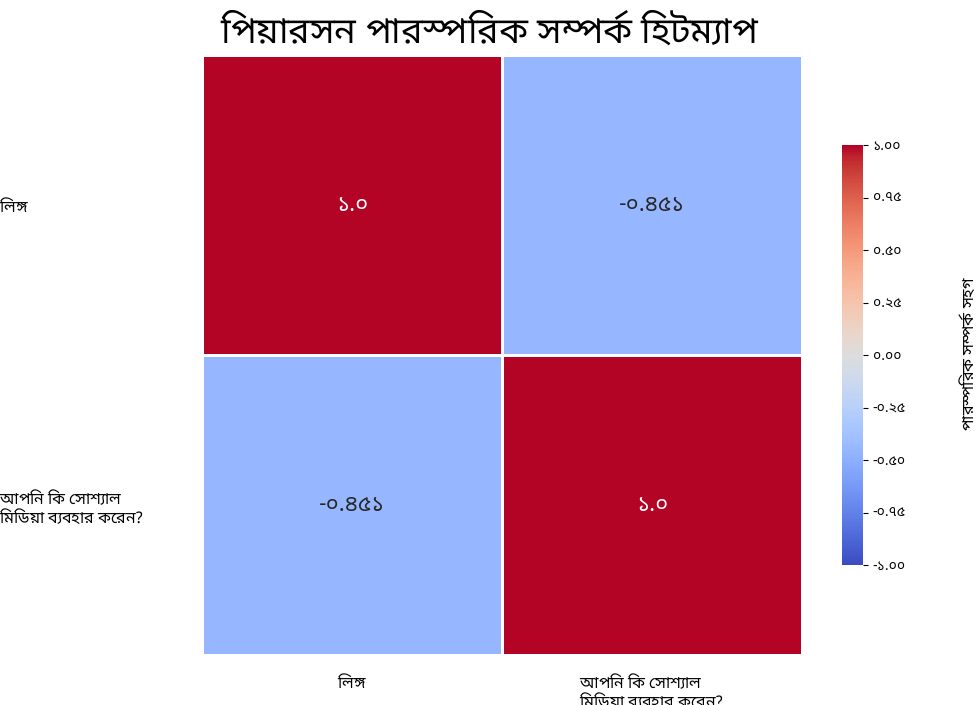 পিয়ারসন পারস্পরিক সম্পর্ক হিটম্যাপ
লিঙ্গ
১.০
-০.৪৫১
আপনি কি সোশ্যাল
মিডিয়া ব্যবহার করেন?
-০.৪৫১
১.০
লিঙ্গ
আপনি কি সোশ্যাল
মিডিয়া ব্যবহার করেন?
১.০০
০.৭৫
০.৫০
০.২৫
০.০০
-০.২৫
-০.৫০
-০.৭৫
-১.০০
পারস্পরিক সম্পর্ক সহগ